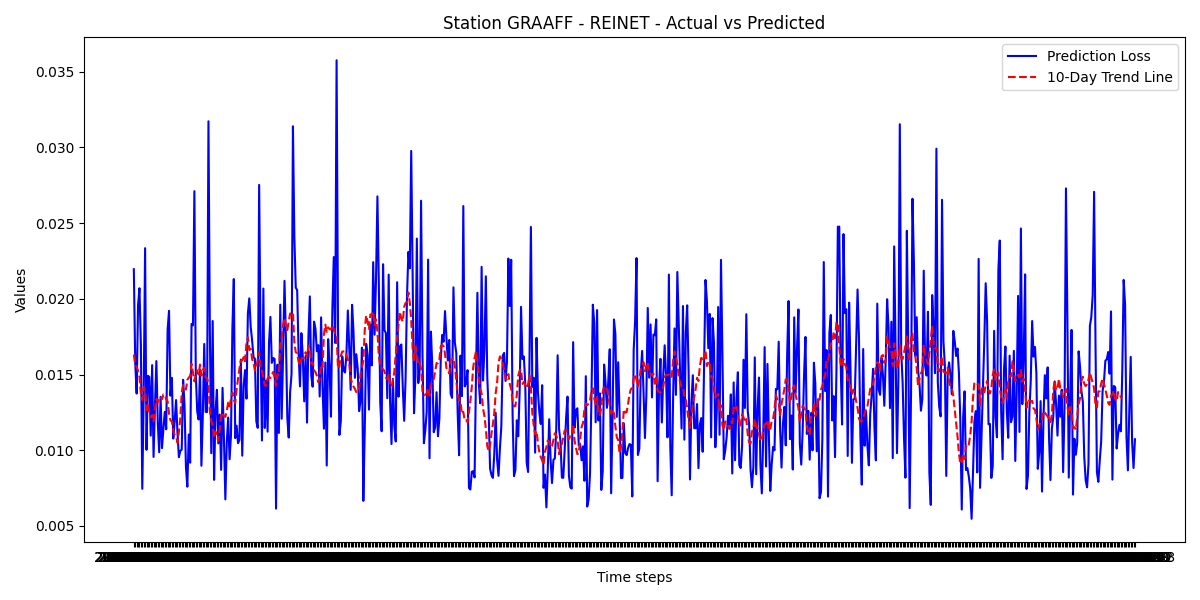 Station GRAAFF - REINET - Actual vs Predicted
Prediction Loss
10-Day Trend Line
0.035
0.030
0.025
0.020
0.015
0.010
0.005
Values
Time steps